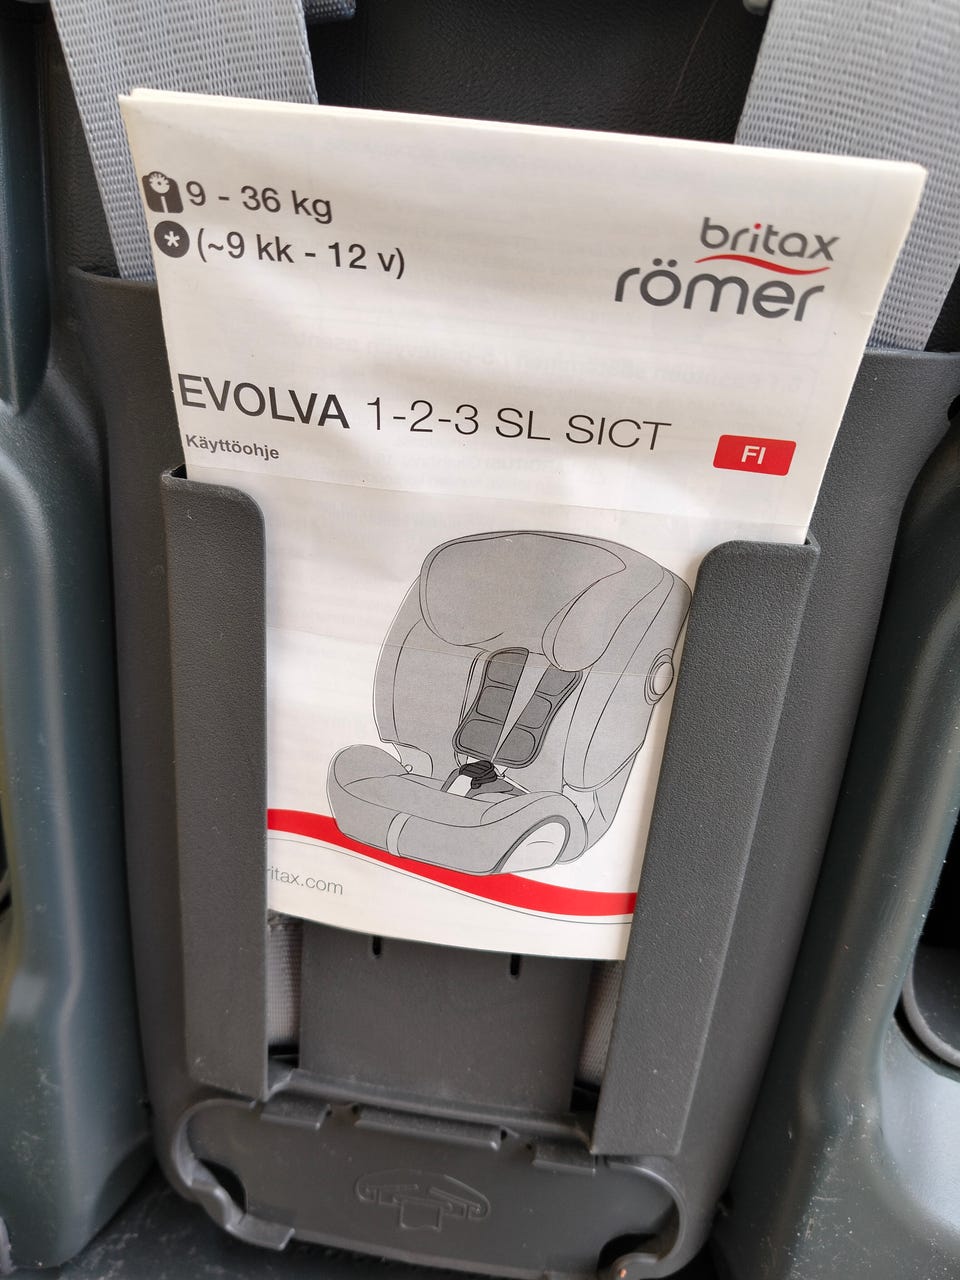 9 - 36 kg
(~9 kk - 12 v)
britax
römer
EVOLVA 1-2-3 SL SICT
Käyttöohje
FI
ritax.com